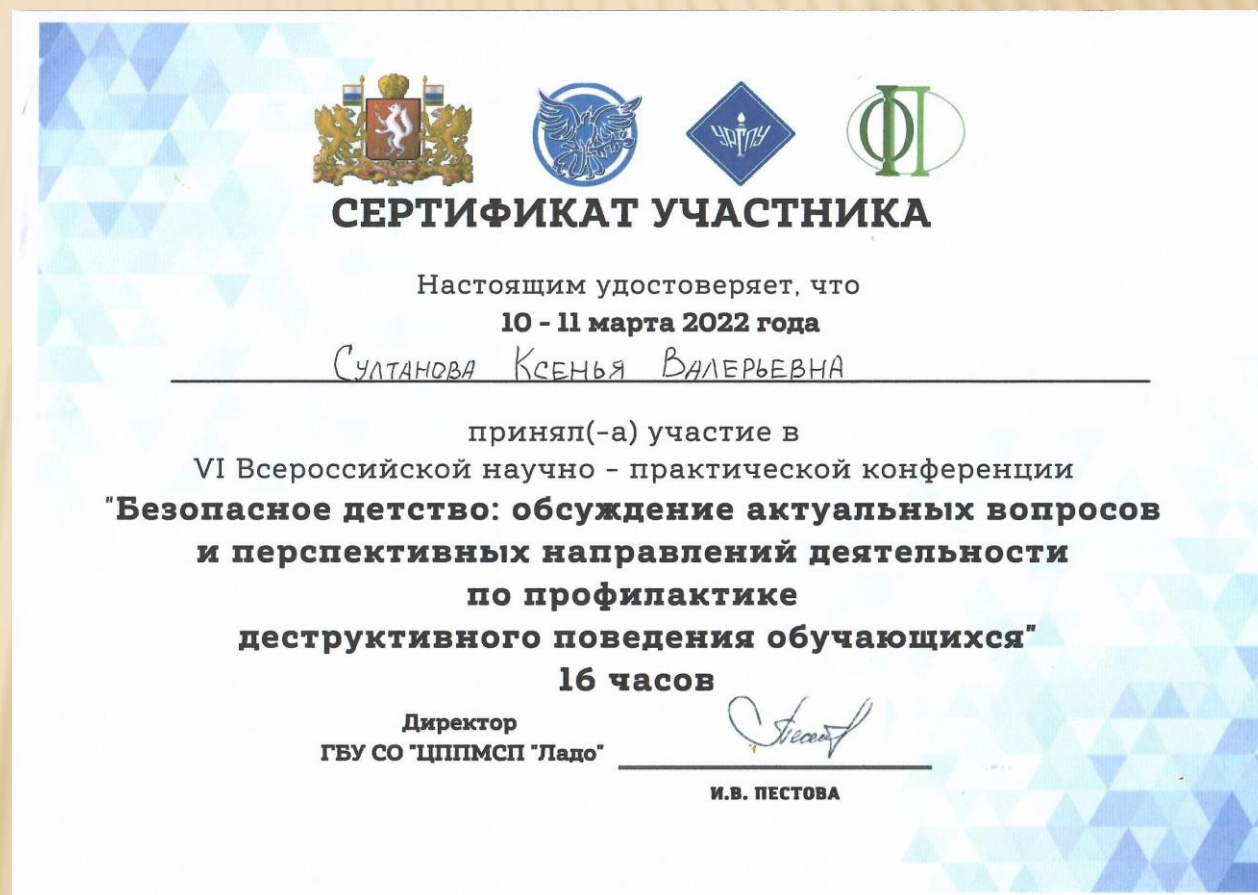 УрГПУ
ФП
СЕРТИФИКАТ УЧАСТНИКА
Настоящим удостоверяет, что
10 - 11 марта 2022 года
Султанова Ксенья Валерьевна
принял(-а) участие в
VI Всероссийской научно - практической конференции
"Безопасное детство: обсуждение актуальных вопросов
и перспективных направлений деятельности
по профилактике
деструктивного поведения обучающихся"
16 часов
Директор
ГБУ СО "ЦППМСП "Ладо"
И.В. ПЕСТОВА